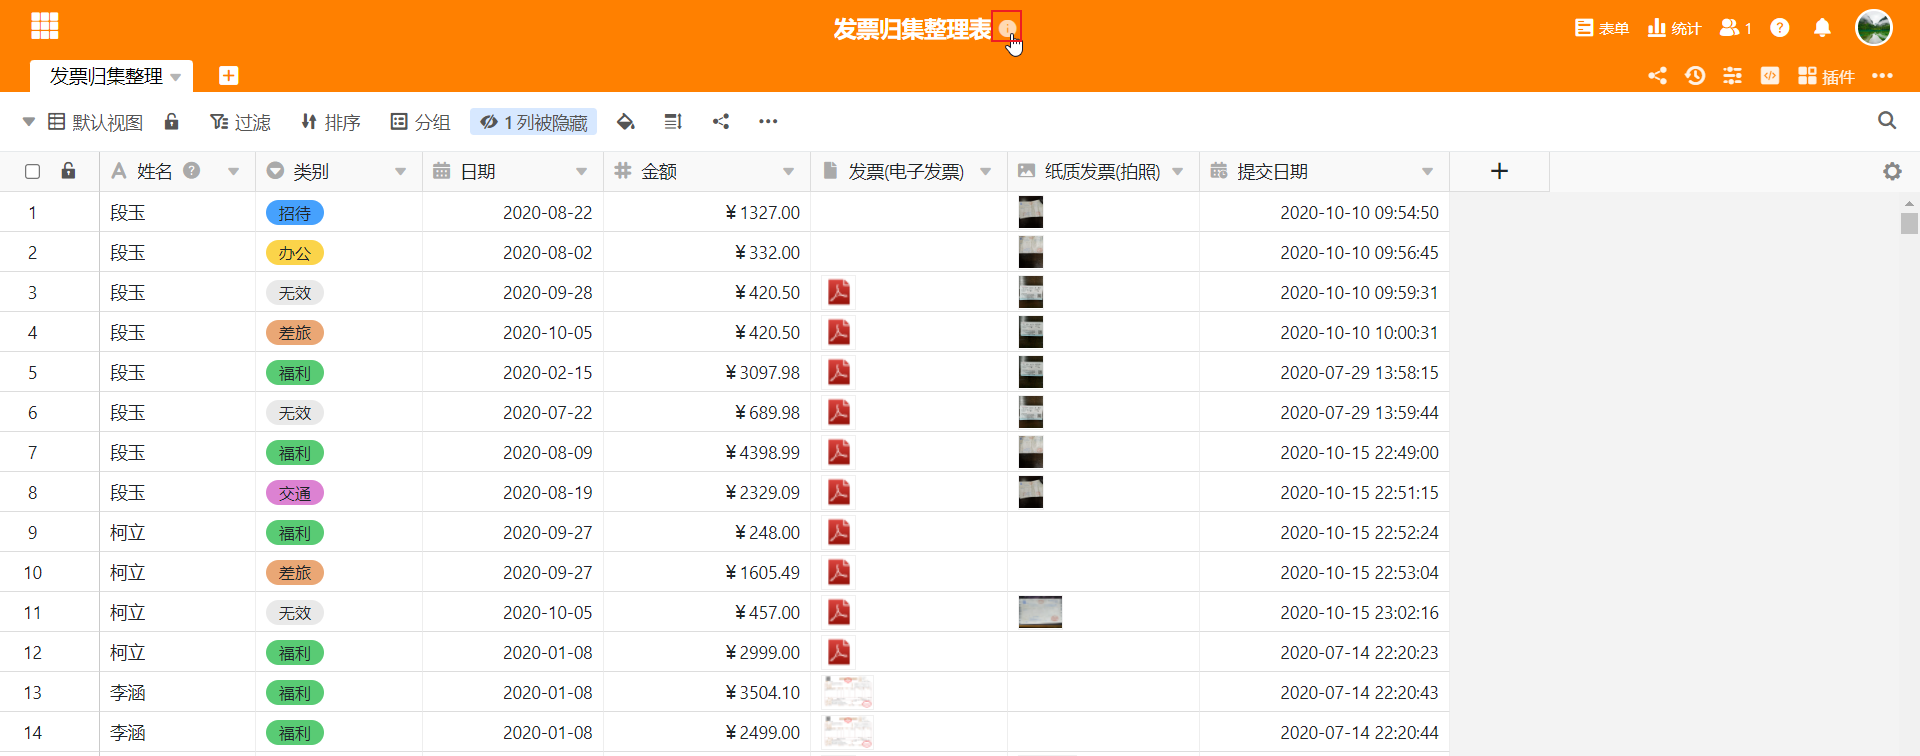 发票归集整理表
表单 统计 1
发票归集整理
插件
默认视图 过滤 排序 分组 1 列被隐藏
姓名 类别 日期 金额 发票(电子发票) 纸质发票(拍照) 提交日期
1 段玉 招待 2020-08-22 ¥1327.00 2020-10-10 09:54:50
2 段玉 办公 2020-08-02 ¥332.00 2020-10-10 09:56:45
3 段玉 无效 2020-09-28 ¥420.50 2020-10-10 09:59:31
4 段玉 差旅 2020-10-05 ¥420.50 2020-10-10 10:00:31
5 段玉 福利 2020-02-15 ¥3097.98 2020-07-29 13:58:15
6 段玉 无效 2020-07-22 ¥689.98 2020-07-29 13:59:44
7 段玉 福利 2020-08-09 ¥4398.99 2020-10-15 22:49:00
8 段玉 交通 2020-08-19 ¥2329.09 2020-10-15 22:51:15
9 柯立 福利 2020-09-27 ¥248.00 2020-10-15 22:52:24
10 柯立 差旅 2020-09-27 ¥1605.49 2020-10-15 22:53:04
11 柯立 无效 2020-10-05 ¥457.00 2020-10-15 23:02:16
12 柯立 福利 2020-01-08 ¥2999.00 2020-07-14 22:20:23
13 李涵 福利 2020-01-08 ¥3504.10 2020-07-14 22:20:43
14 李涵 福利 2020-01-08 ¥2499.00 2020-07-14 22:20:44